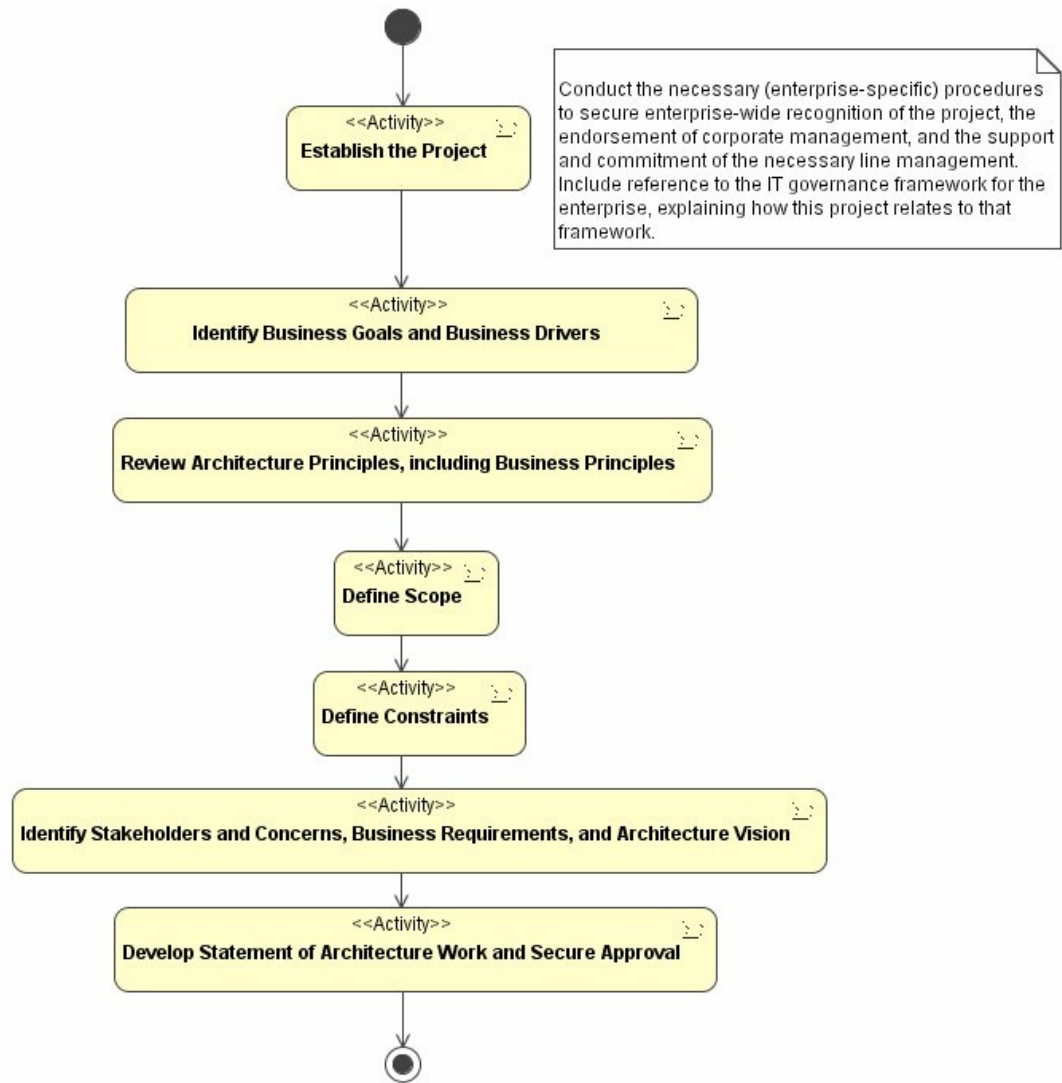 <<Activity>>
Establish the Project
Conduct the necessary (enterprise-specific) procedures
to secure enterprise-wide recognition of the project, the
endorsement of corporate management, and the support
and commitment of the necessary line management.
Include reference to the IT governance framework for the
enterprise, explaining how this project relates to that
framework.
<<Activity>>
Identify Business Goals and Business Drivers
<<Activity>>
Review Architecture Principles, including Business Principles
<<Activity>>
Define Scope
<<Activity>>
Define Constraints
<<Activity>>
Identify Stakeholders and Concerns, Business Requirements, and Architecture Vision
<<Activity>>
Develop Statement of Architecture Work and Secure Approval